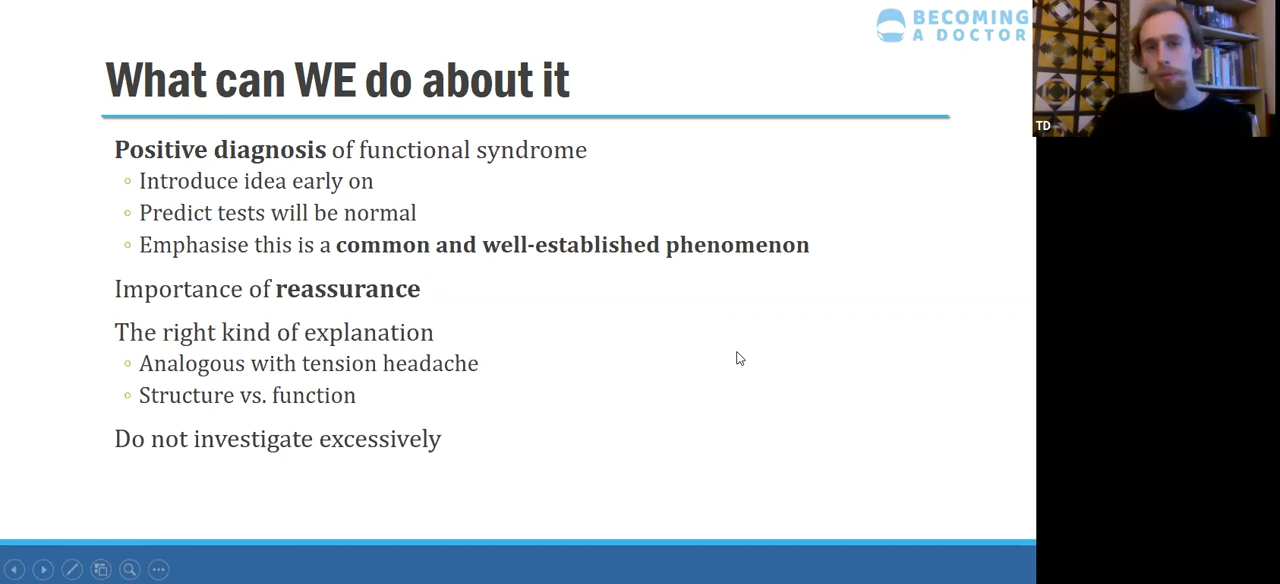 BECOMING
A DOCTOR
What can WE do about it
TD
Positive diagnosis of functional syndrome
Introduce idea early on
Predict tests will be normal
Emphasise this is a common and well-established phenomenon
Importance of reassurance
The right kind of explanation
Analogous with tension headache
Structure vs. function
Do not investigate excessively